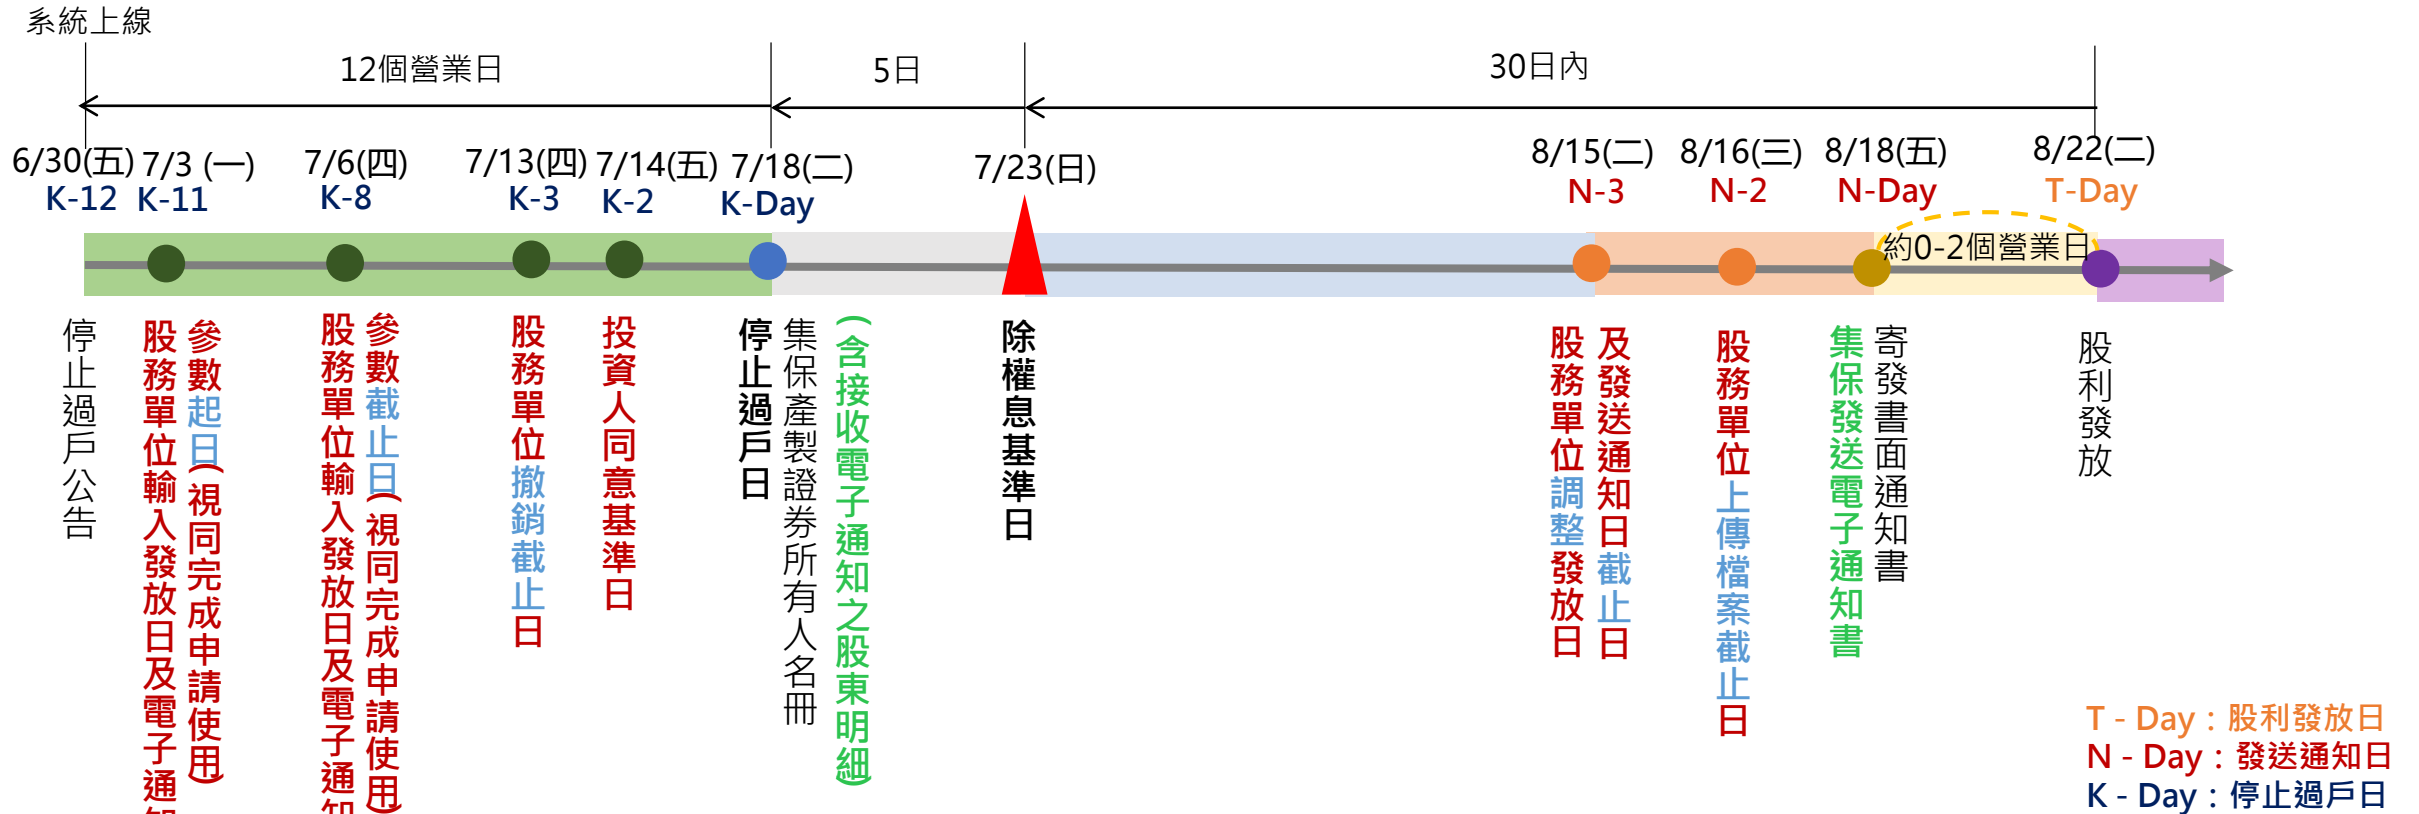 系統上線
12個營業日
5日
30日內
6/30(五)
K-12
7/3 (一)
K-11
7/6(四)
K-8
7/13(四)
K-3
7/14(五)
K-2
7/18(二)
K-Day
7/23(日)
8/15(二)
N-3
8/16(三)
N-2
8/18(五)
N-Day
8/22(二)
T-Day
約0-2個營業日
停止過戶公告
股務單位輸入發放日及電子通知
參數起日(視同完成申請使用)
股務單位輸入發放日及電子通知
參數截止日(視同完成申請使用)
股務單位撤銷截止日
投資人同意基準日
停止過戶日
集保產製證券所有人名冊
(含接收電子通知之股東明細)
除權息基準日
股務單位調整發放日
及發送通知日截止日
股務單位上傳檔案截止日
集保發送電子通知書
寄發書面通知書
股利發放
T - Day：股利發放日
N - Day：發送通知日
K - Day：停止過戶日